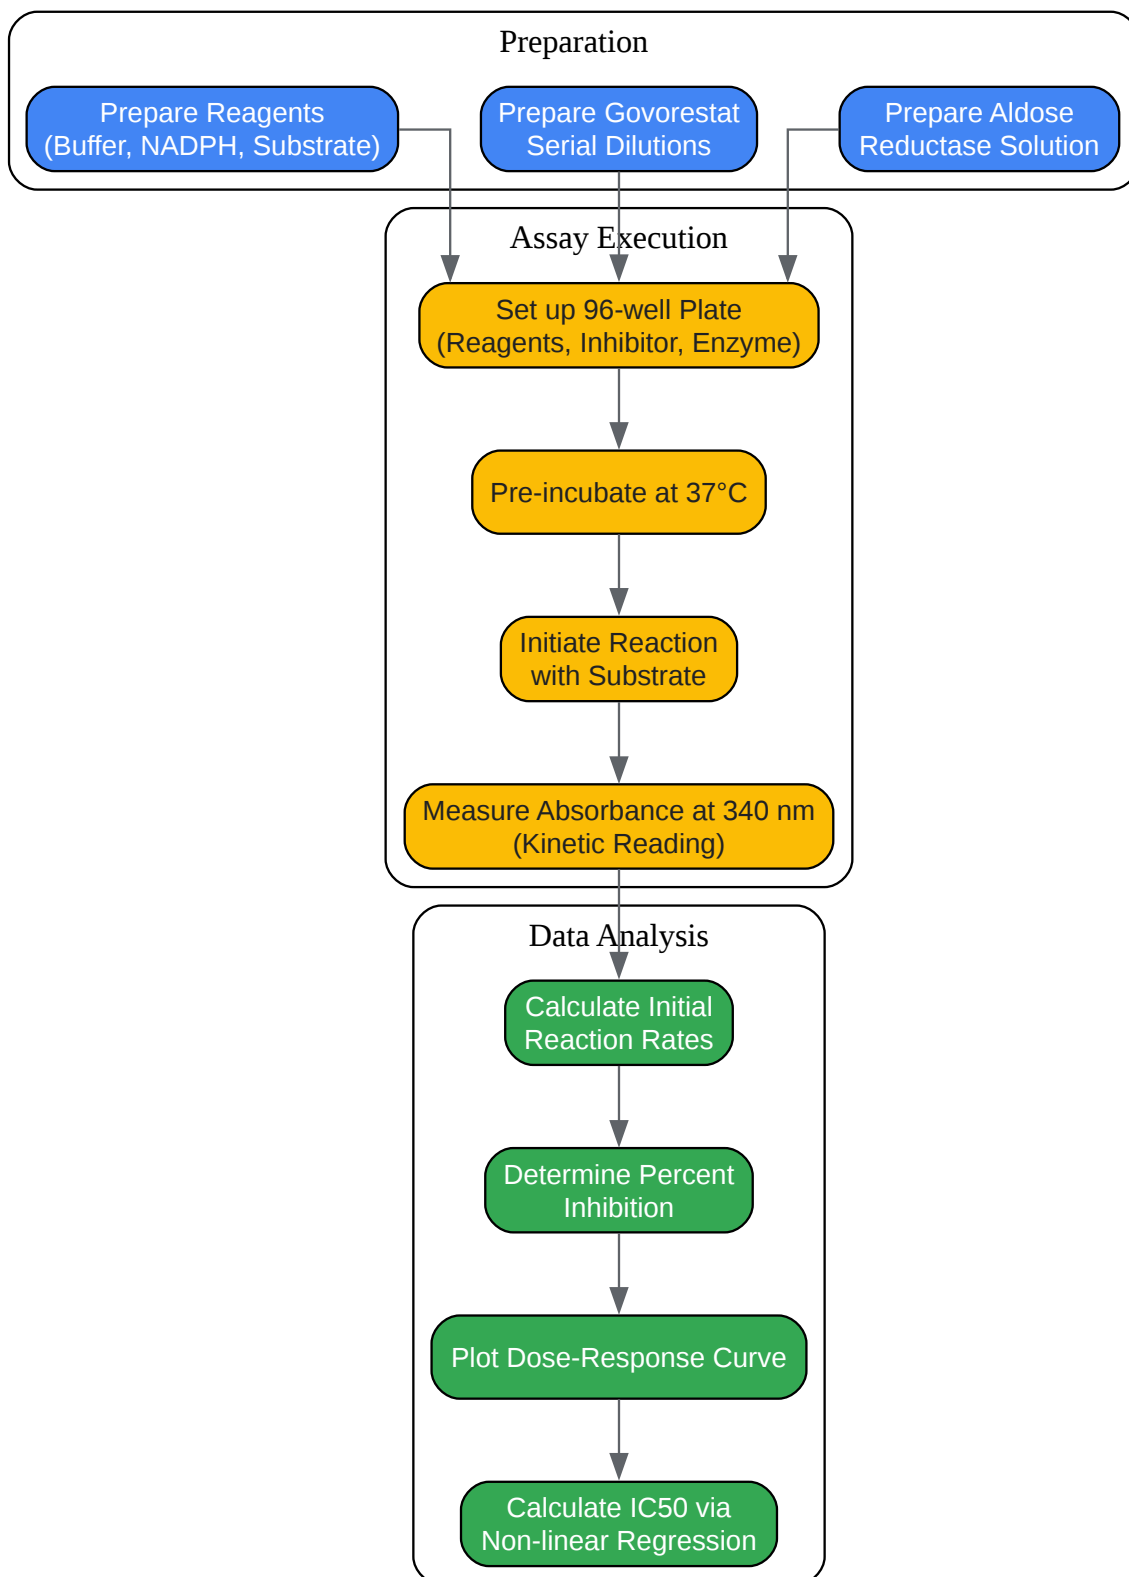 Preparation
Prepare Reagents
(Buffer, NADPH, Substrate)
Prepare Govorestat
Serial Dilutions
Prepare Aldose
Reductase Solution
Assay Execution
Set up 96-well Plate
(Reagents, Inhibitor, Enzyme)
Pre-incubate at 37°C
Initiate Reaction
with Substrate
Measure Absorbance at 340 nm
(Kinetic Reading)
Data Analysis
Calculate Initial
Reaction Rates
Determine Percent
Inhibition
Plot Dose-Response Curve
Calculate IC50 via
Non-linear Regression